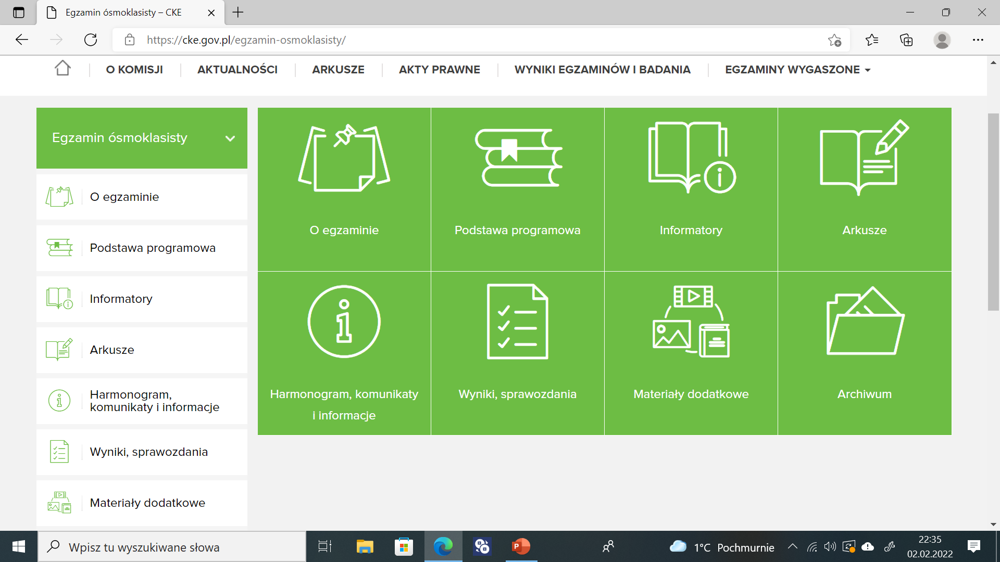 Egzamin ósmoklasisty – CKE
https://cke.gov.pl/egzamin-osmoklasisty/
O KOMISJI
AKTUALNOŚCI
ARKUSZE
AKTY PRAWNE
WYNIKI EGZAMINÓW I BADANIA
EGZAMINY WYGASZONE
Egzamin ósmoklasisty
O egzaminie
Podstawa programowa
Informatory
Arkusze
Harmonogram,
komunikaty i informacje
Wyniki, sprawozdania
Materiały dodatkowe
O egzaminie
Podstawa programowa
Informatory
Arkusze
Harmonogram, komunikaty
i informacje
Wyniki, sprawozdania
Materiały dodatkowe
Archiwum
Wpisz tu wyszukiwane słowa
1°C Pochmurnie
22:35
02.02.2022